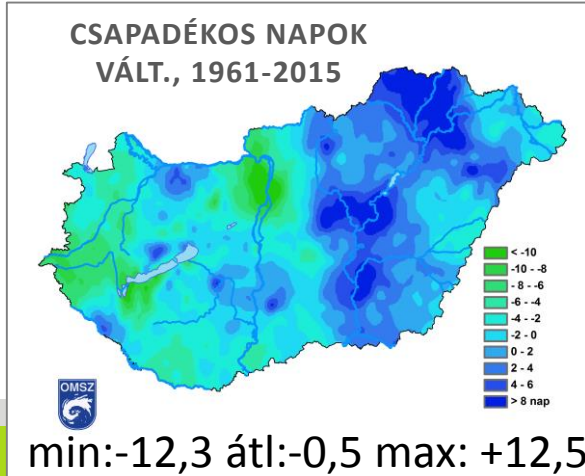 CSAPADÉKOS NAPOK
VÁLT., 1961-2015
< -10
-10 - -8
- 8 - -6
-6 - -4
-4 - -2
-2 - 0
0 - 2
2 - 4
4 - 6
> 8 nap
OMSZ
min:-12,3 átl:-0,5 max: +12,5